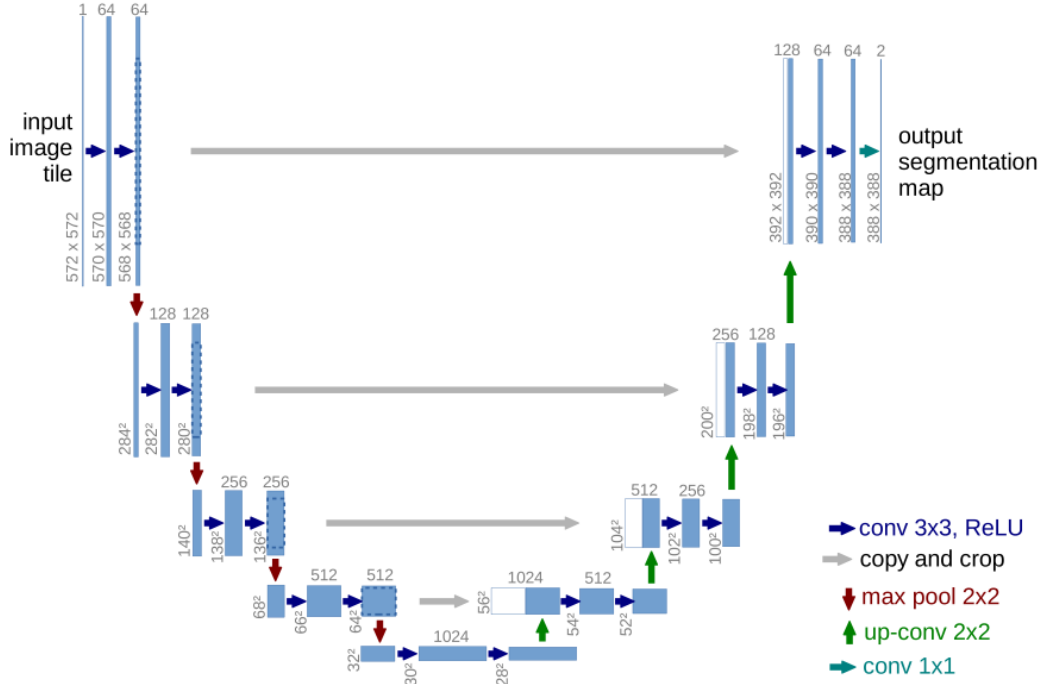 1 64 64
input
image
tile
572 x 572
570 x 570
568 x 568
128 64 64 2
output
segmentation
map
392 x 392
390 x 390
388 x 388
388 x 388
128 128
284²
282²
280²
256 128
200²
198²
196²
256 256
140²
138²
136²
512 256
104²
102²
100²
512 512
68²
66²
64²
1024 512
56²
54²
52²
1024
32²
30²
28²
conv 3x3, ReLU
copy and crop
max pool 2x2
up-conv 2x2
conv 1x1